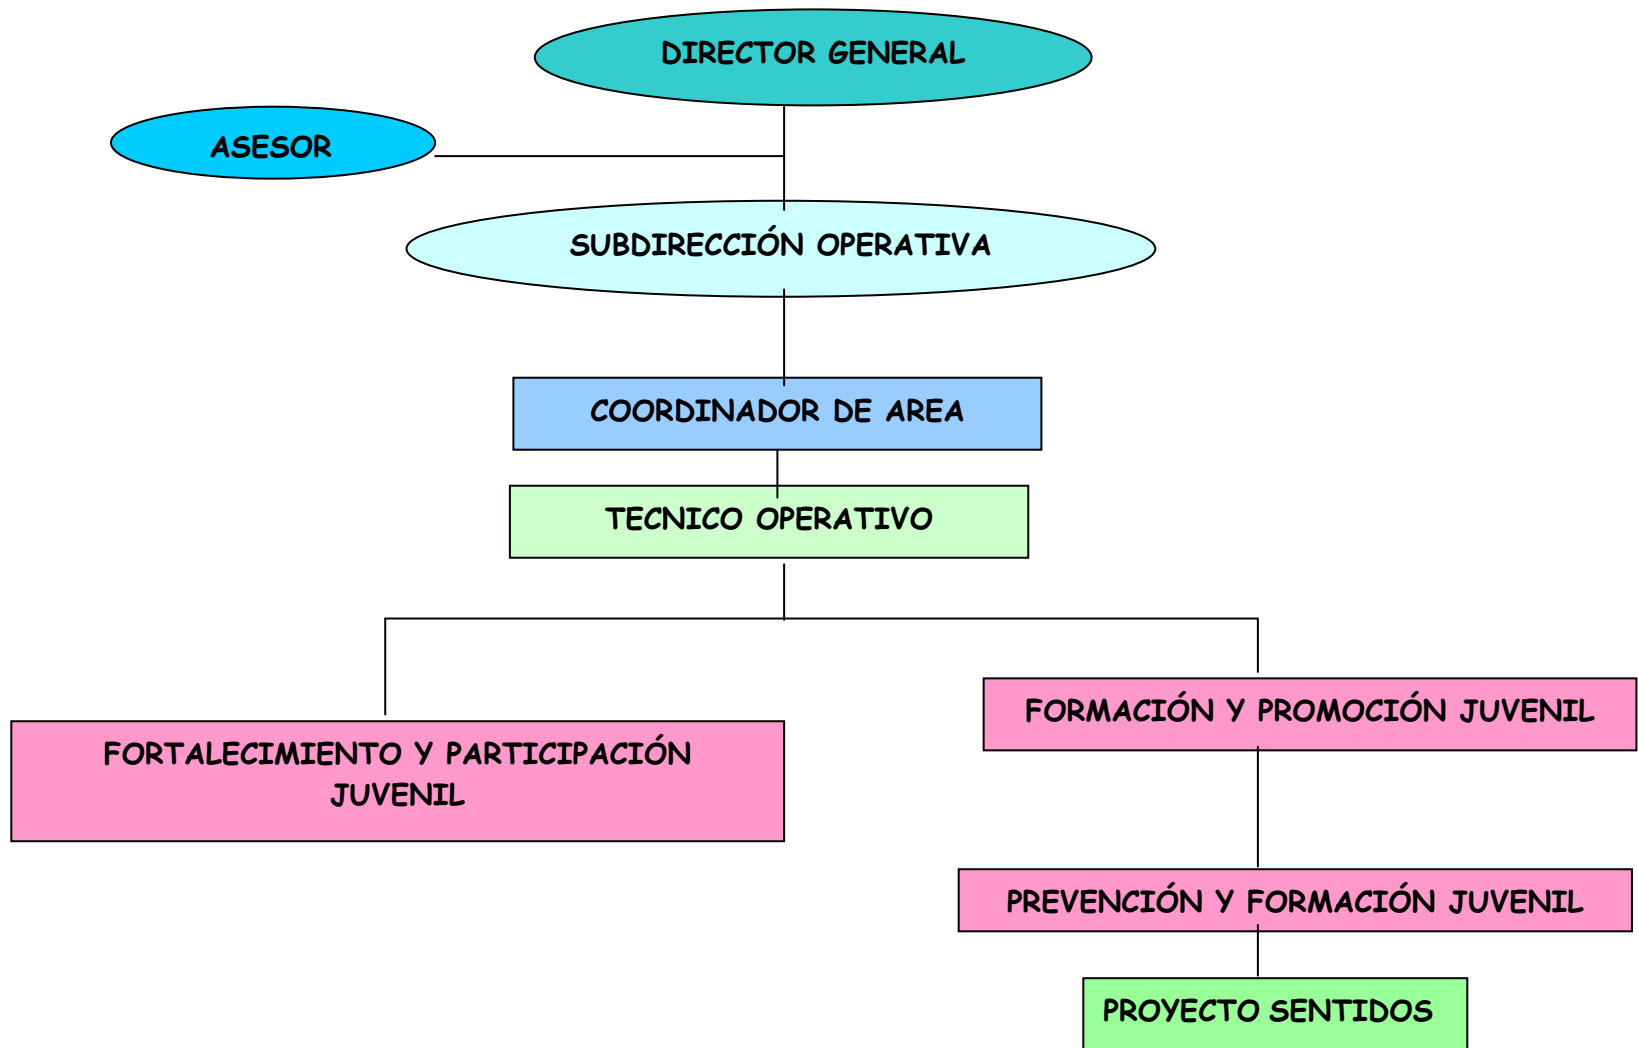 DIRECTOR GENERAL
ASESOR
SUBDIRECCIÓN OPERATIVA
COORDINADOR DE AREA
TECNICO OPERATIVO
FORMACIÓN Y PROMOCIÓN JUVENIL
FORTALECIMIENTO Y PARTICIPACIÓN
JUVENIL
PREVENCIÓN Y FORMACIÓN JUVENIL
PROYECTO SENTIDOS